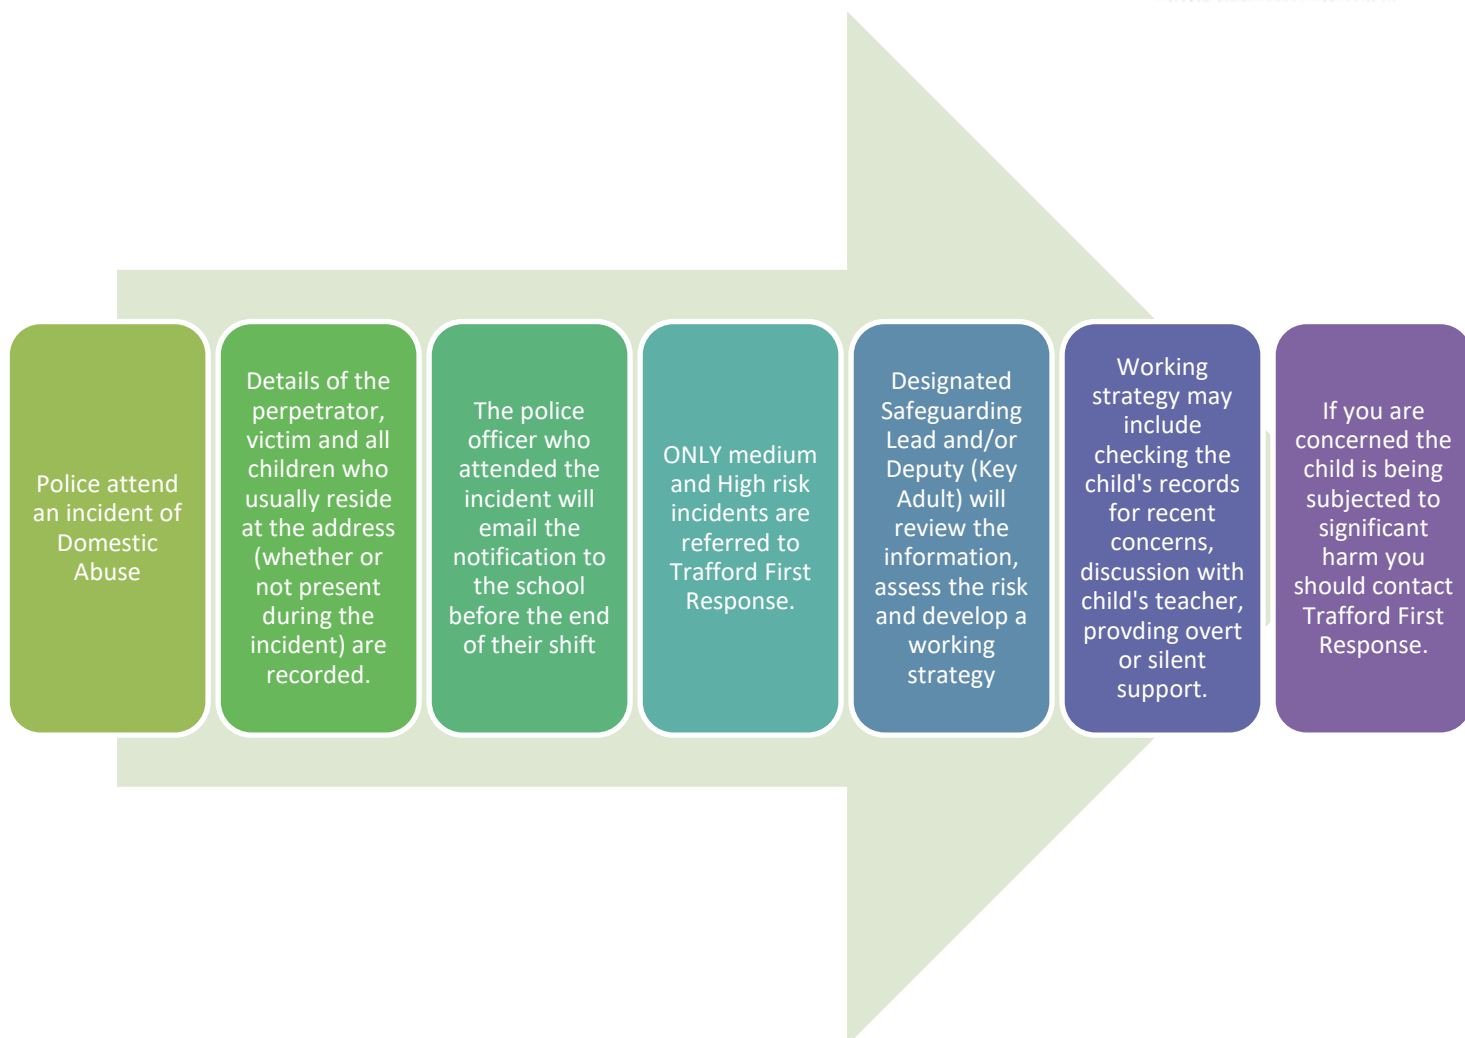 Police attend
an incident of
Domestic
Abuse
Details of the
perpetrator,
victim and all
children who
usually reside
at the address
(whether or
not present
during the
incident) are
recorded.
The police
officer who
attended the
incident will
email the
notification to
the school
before the end
of their shift
ONLY medium
and High risk
incidents are
referred to
Trafford First
Response.
Designated
Safeguarding
Lead and/or
Deputy (Key
Adult) will
review the
information,
assess the risk
and develop a
working
strategy
Working
strategy may
include
checking the
child's records
for recent
concerns,
discussion with
child's teacher,
provding overt
or silent
support.
If you are
concerned the
child is being
subjected to
significant
harm you
should contact
Trafford First
Response.